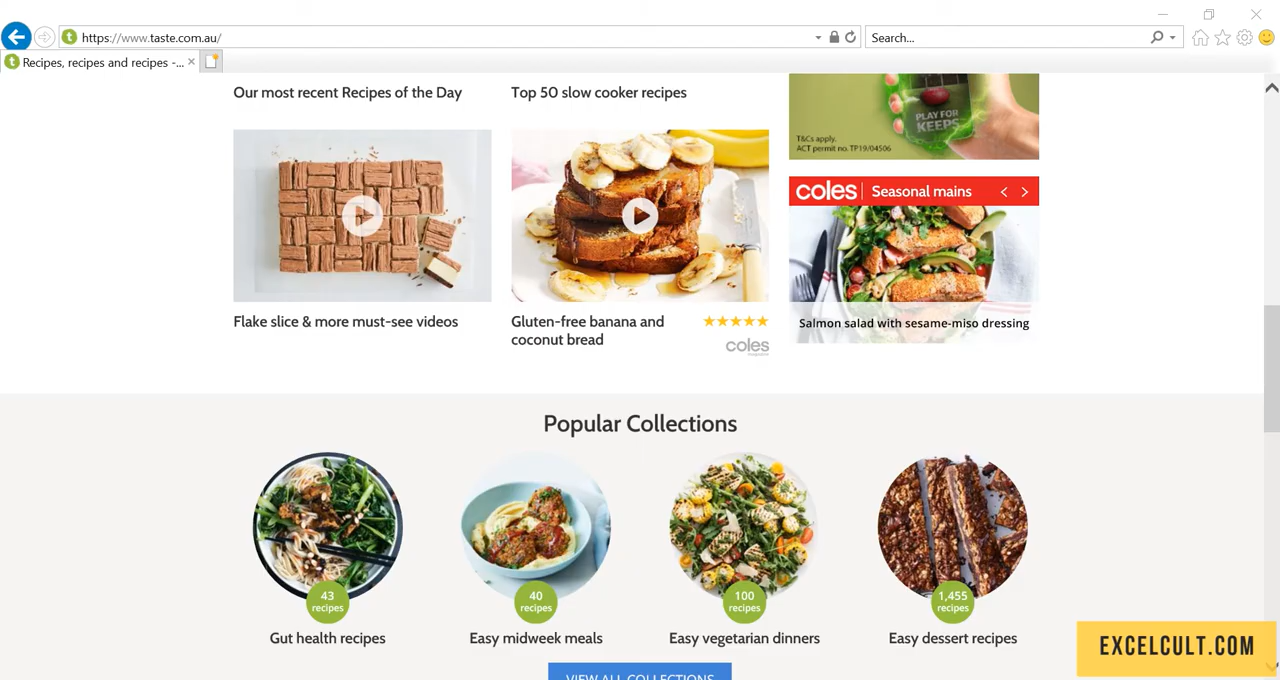 https://www.taste.com.au/
Search...
Recipes, recipes and recipes -...
Our most recent Recipes of the Day
Top 50 slow cooker recipes
PLAY FOR
KEEPS
T&Cs apply.
ACT permit no. TP19/04506
coles
Seasonal mains
Salmon salad with sesame-miso dressing
Flake slice & more must-see videos
Gluten-free banana and
coconut bread
coles
Popular Collections
43
recipes
40
recipes
100
recipes
1,455
recipes
Gut health recipes
Easy midweek meals
Easy vegetarian dinners
Easy dessert recipes
VIEW ALL COLLECTIONS
EXCELCULT.COM